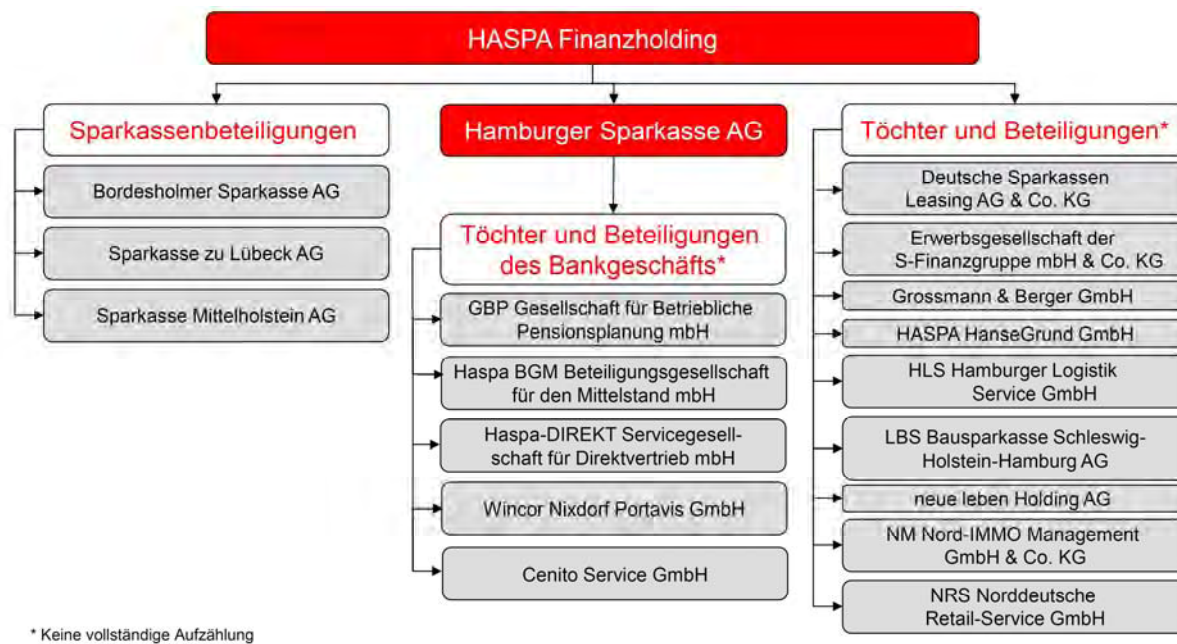 HASPA Finanzholding
Sparkassenbeteiligungen
Bordesholmer Sparkasse AG
Sparkasse zu Lübeck AG
Sparkasse Mittelholstein AG
Hamburger Sparkasse AG
Töchter und Beteiligungen
des Bankgeschäfts*
GBP Gesellschaft für Betriebliche
Pensionsplanung mbH
Haspa BGM Beteiligungsgesellschaft
für den Mittelstand mbH
Haspa-DIREKT Servicegesell-
schaft für Direktvertrieb mbH
Wincor Nixdorf Portavis GmbH
Cenito Service GmbH
Töchter und Beteiligungen*
Deutsche Sparkassen
Leasing AG & Co. KG
Erwerbsgesellschaft der
S-Finanzgruppe mbH & Co. KG
Grossmann & Berger GmbH
HASPA HanseGrund GmbH
HLS Hamburger Logistik
Service GmbH
LBS Bausparkasse Schleswig-
Holstein-Hamburg AG
neue leben Holding AG
NM Nord-IMMO Management
GmbH & Co. KG
NRS Norddeutsche
Retail-Service GmbH
* Keine vollständige Aufzählung